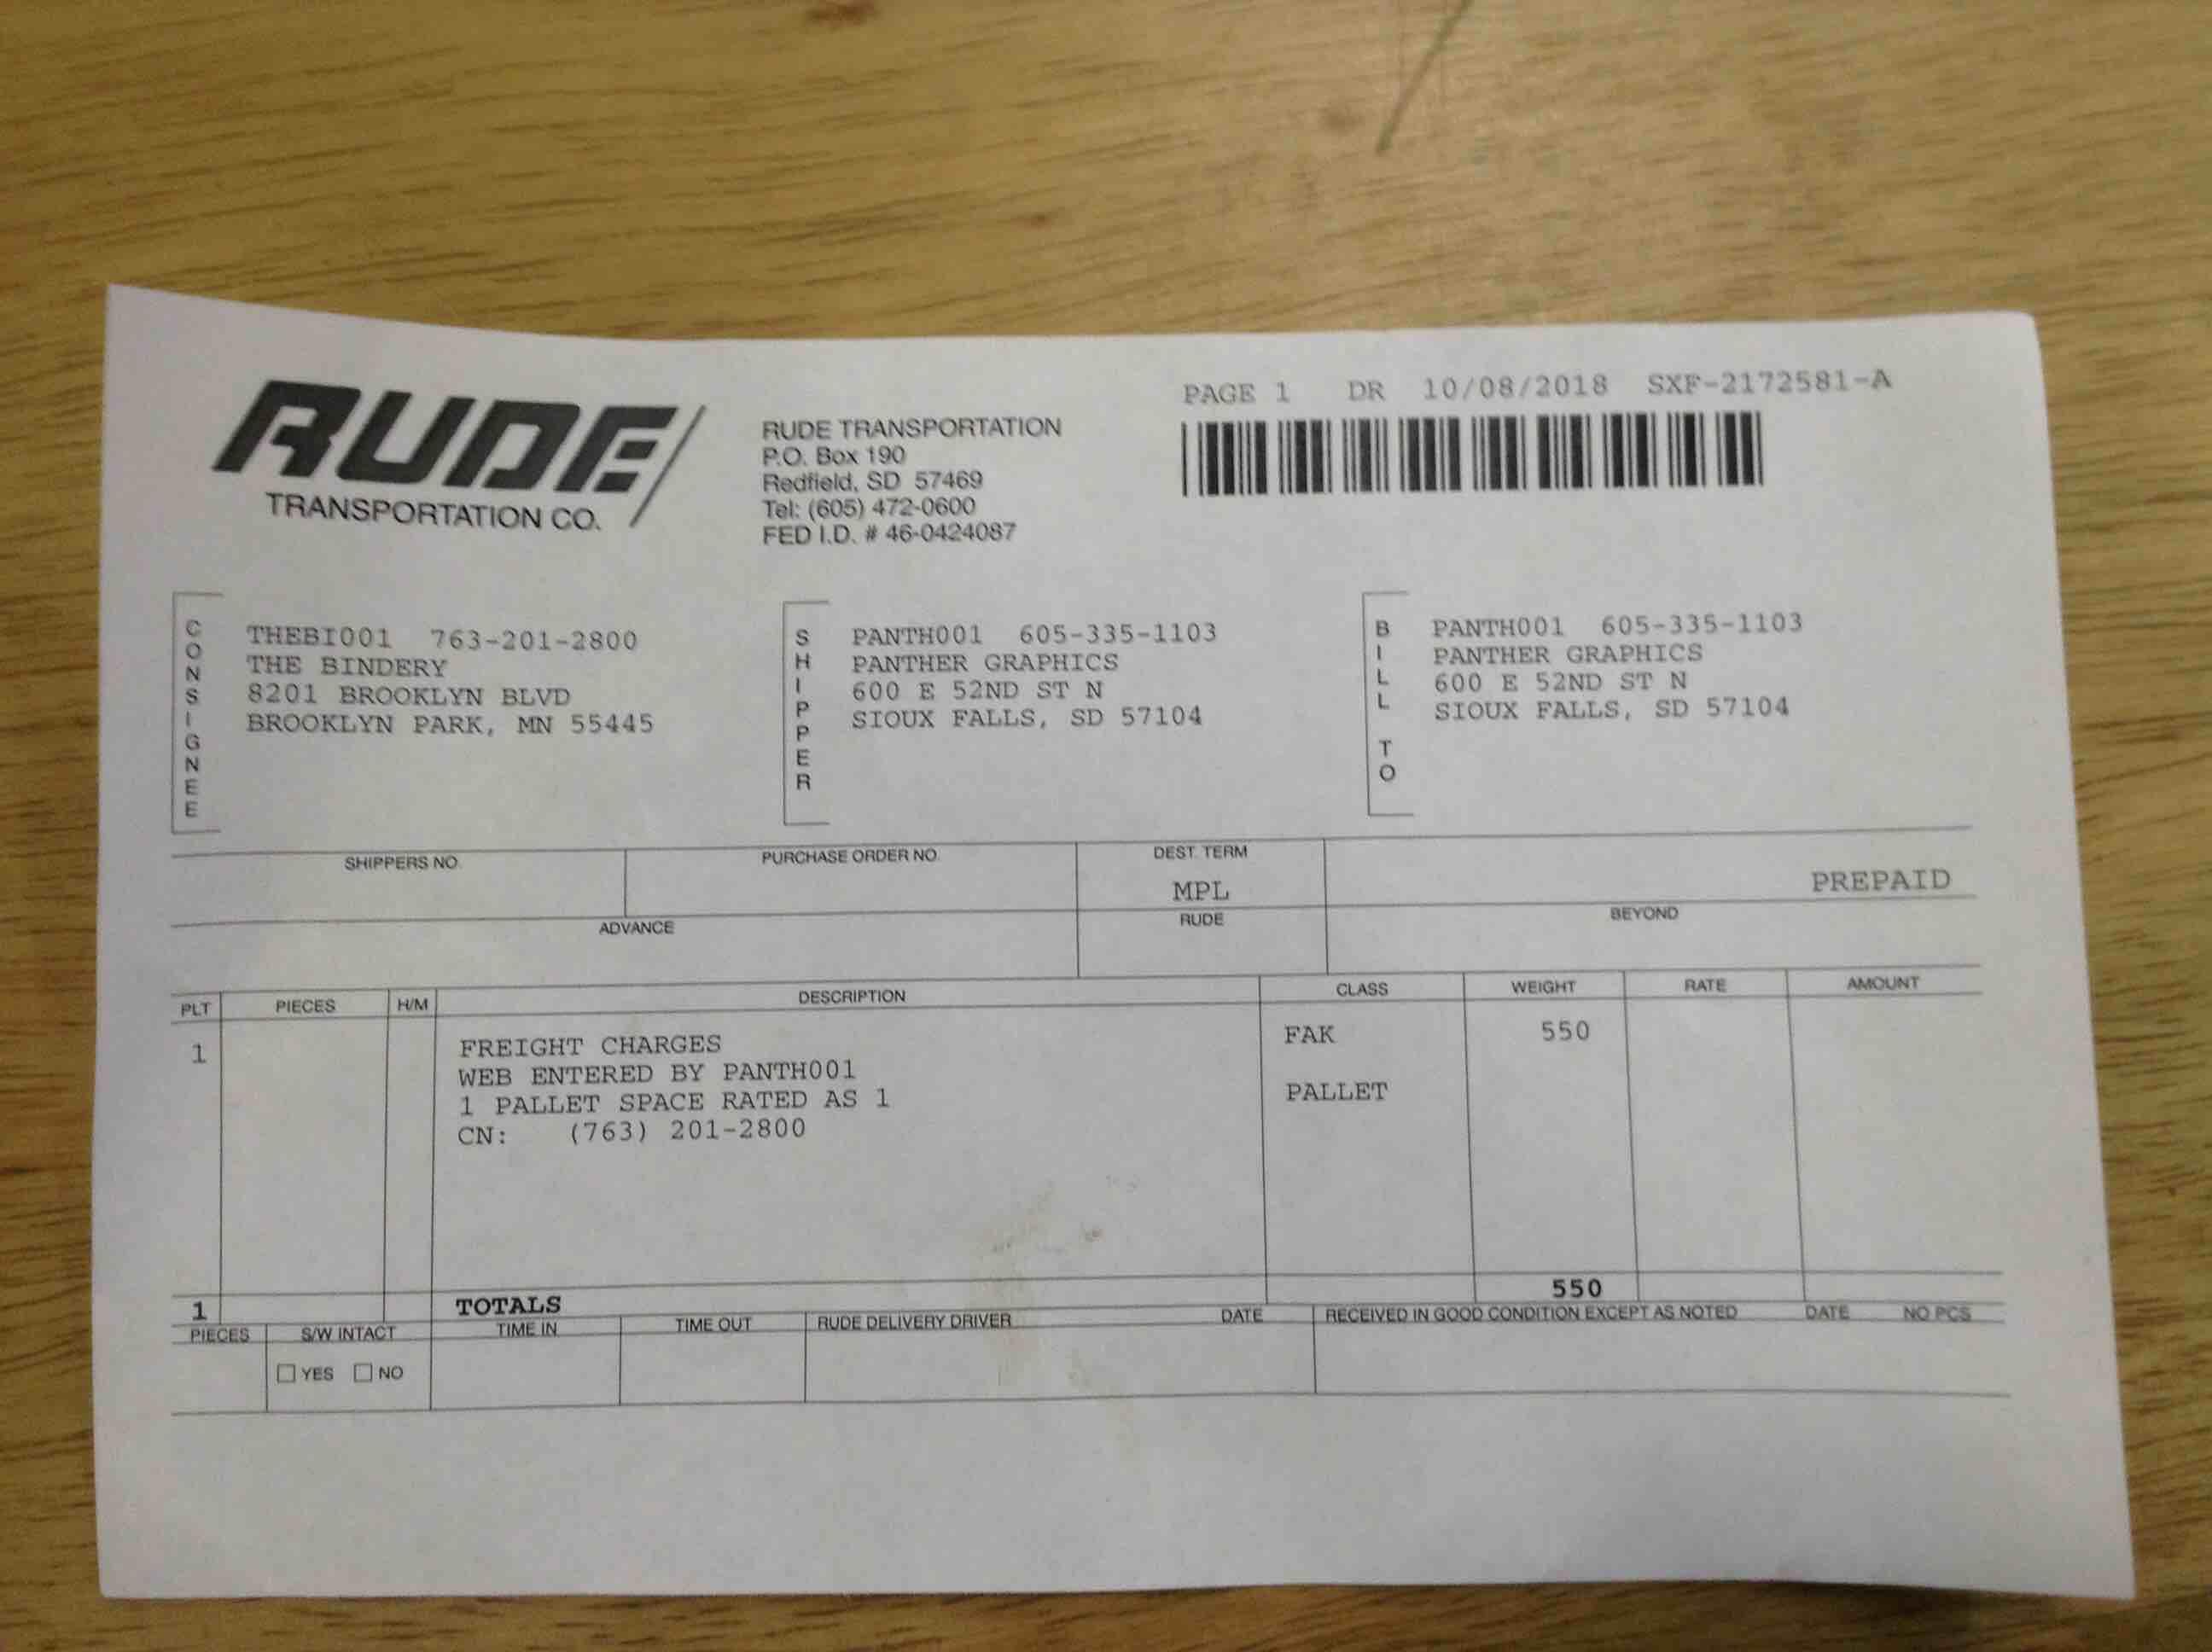 RUDE
TRANSPORTATION CO.
RUDE TRANSPORTATION
P.O. Box 190
Redfield, SD 57469
Tel: (605) 472-0600
FED I.D. # 46-0424087
PAGE 1 DR 10/08/2018 SXF-2172581-A
CONSIGNEE
THEBI001 763-201-2800
THE BINDERY
8201 BROOKLYN BLVD
BROOKLYN PARK, MN 55445
SHIPPER
PANTH001 605-335-1103
PANTHER GRAPHICS
600 E 52ND ST N
SIOUX FALLS, SD 57104
BILL TO
PANTH001 605-335-1103
PANTHER GRAPHICS
600 E 52ND ST N
SIOUX FALLS, SD 57104
SHIPPERS NO. PURCHASE ORDER NO. DEST. TERM
MPL PREPAID
ADVANCE RUDE BEYOND
PLT PIECES H/M DESCRIPTION CLASS WEIGHT RATE AMOUNT
1 FREIGHT CHARGES FAK 550
WEB ENTERED BY PANTH001
1 PALLET SPACE RATED AS 1 PALLET
CN: (763) 201-2800
1 TOTALS 550
PIECES S/W INTACT TIME IN TIME OUT RUDE DELIVERY DRIVER DATE RECEIVED IN GOOD CONDITION EXCEPT AS NOTED DATE NO PCS
☐ YES ☐ NO